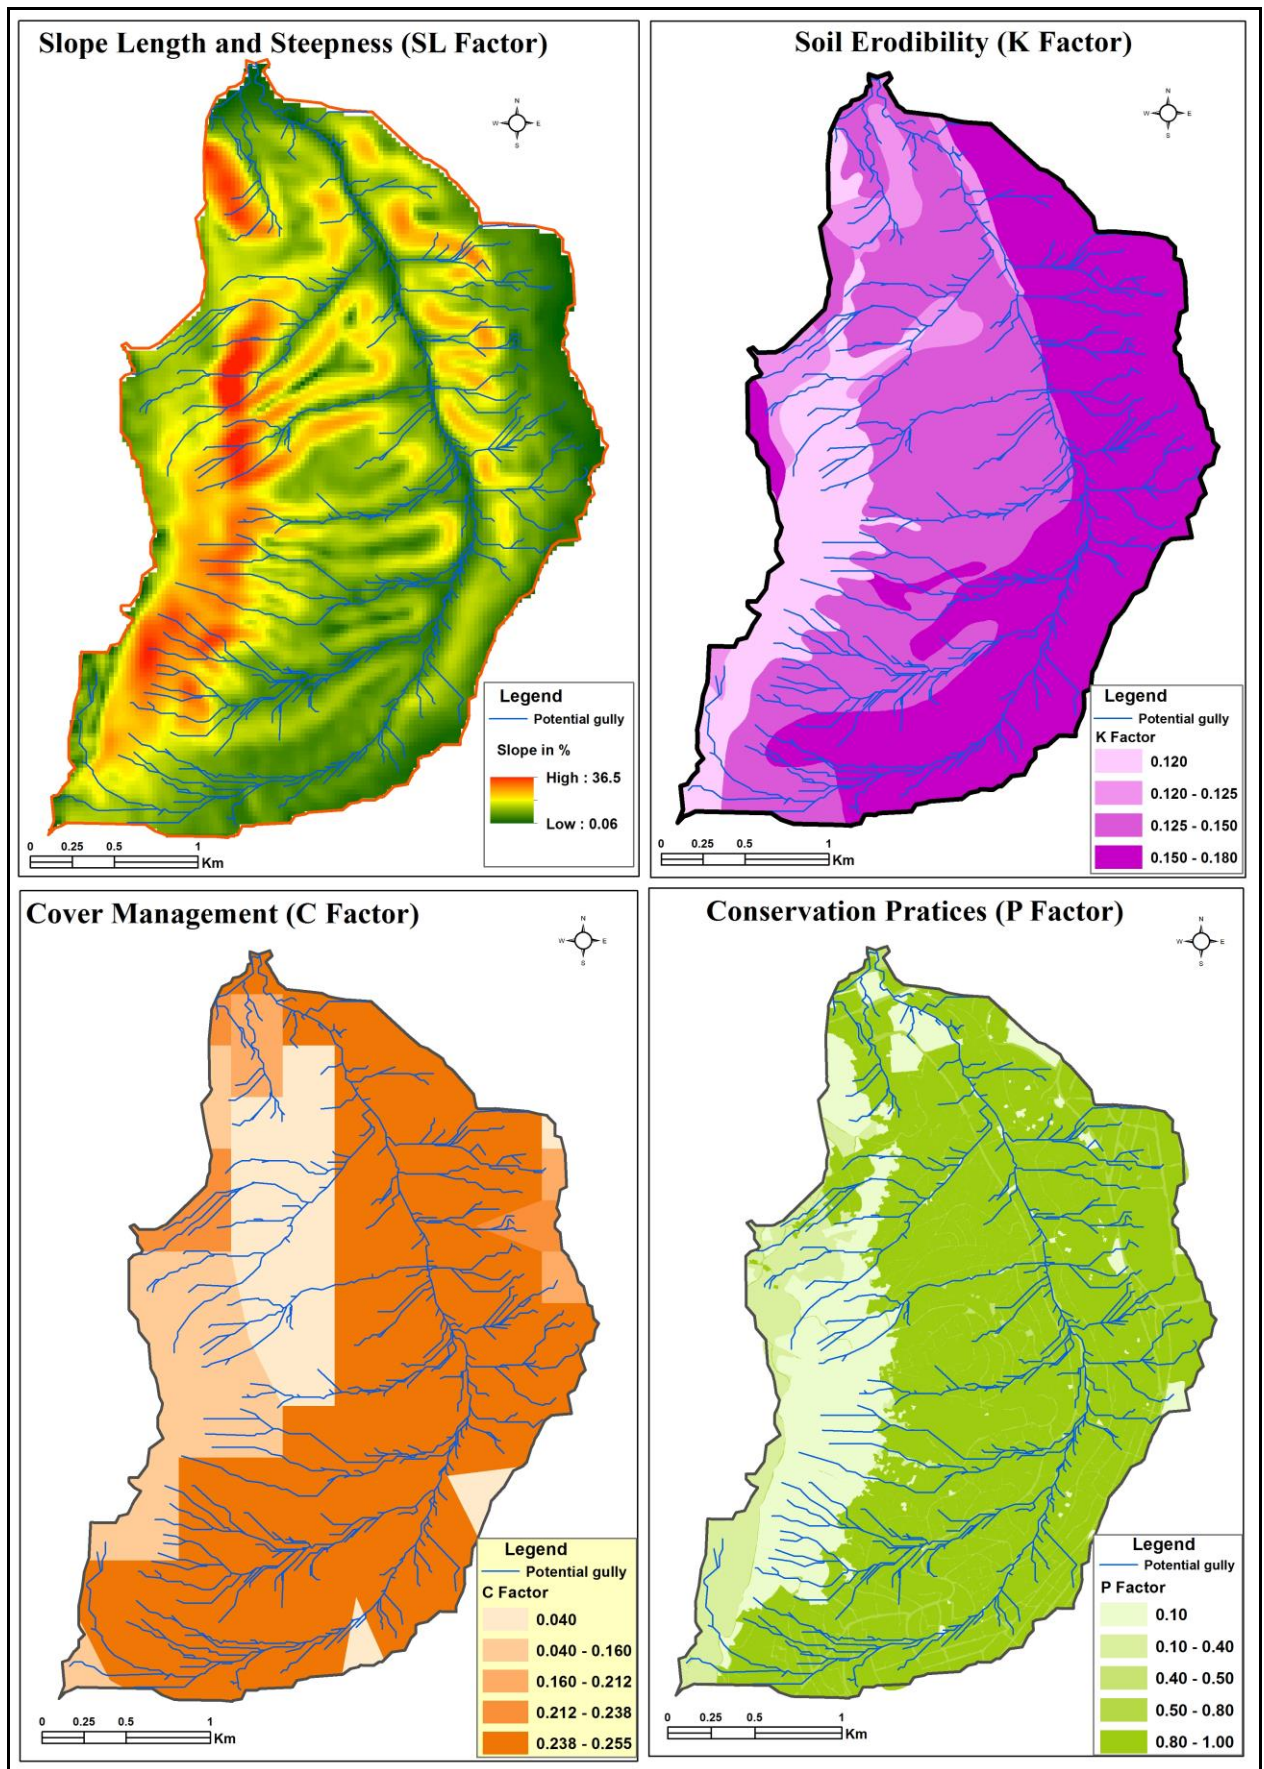 Slope Length and Steepness (SL Factor)
N
W E
S
Legend
Potential gully
Slope in %
High : 36.5
Low : 0.06
0 0.25 0.5 1
Km
Soil Erodibility (K Factor)
N
W E
S
Legend
Potential gully
K Factor
0.120
0.120 - 0.125
0.125 - 0.150
0.150 - 0.180
0 0.25 0.5 1
Km
Cover Management (C Factor)
N
W E
S
Legend
Potential gully
C Factor
0.040
0.040 - 0.160
0.160 - 0.212
0.212 - 0.238
0.238 - 0.255
0 0.25 0.5 1
Km
Conservation Pratices (P Factor)
N
W E
S
Legend
Potential gully
P Factor
0.10
0.10 - 0.40
0.40 - 0.50
0.50 - 0.80
0.80 - 1.00
0 0.25 0.5 1
Km